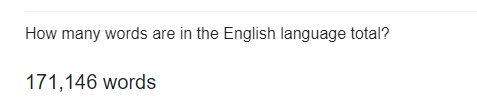 How many words are in the English language total?
171,146 words